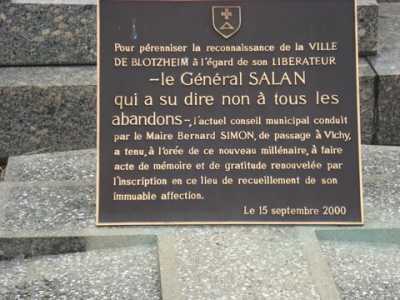 Pour pérenniser la reconnaissance de la VILLE
DE BLOTZHEIM à l'égard de son LIBERATEUR
—le Général SALAN
qui a su dire non à tous les
abandons—, l'actuel conseil municipal conduit
par le Maire Bernard SIMON, de passage à Vichy,
a tenu, à l'orée de ce nouveau millénaire, à faire
acte de mémoire et de gratitude renouvelée par
l'inscription en ce lieu de recueillement de son
immuable affection.
Le 15 septembre 2000